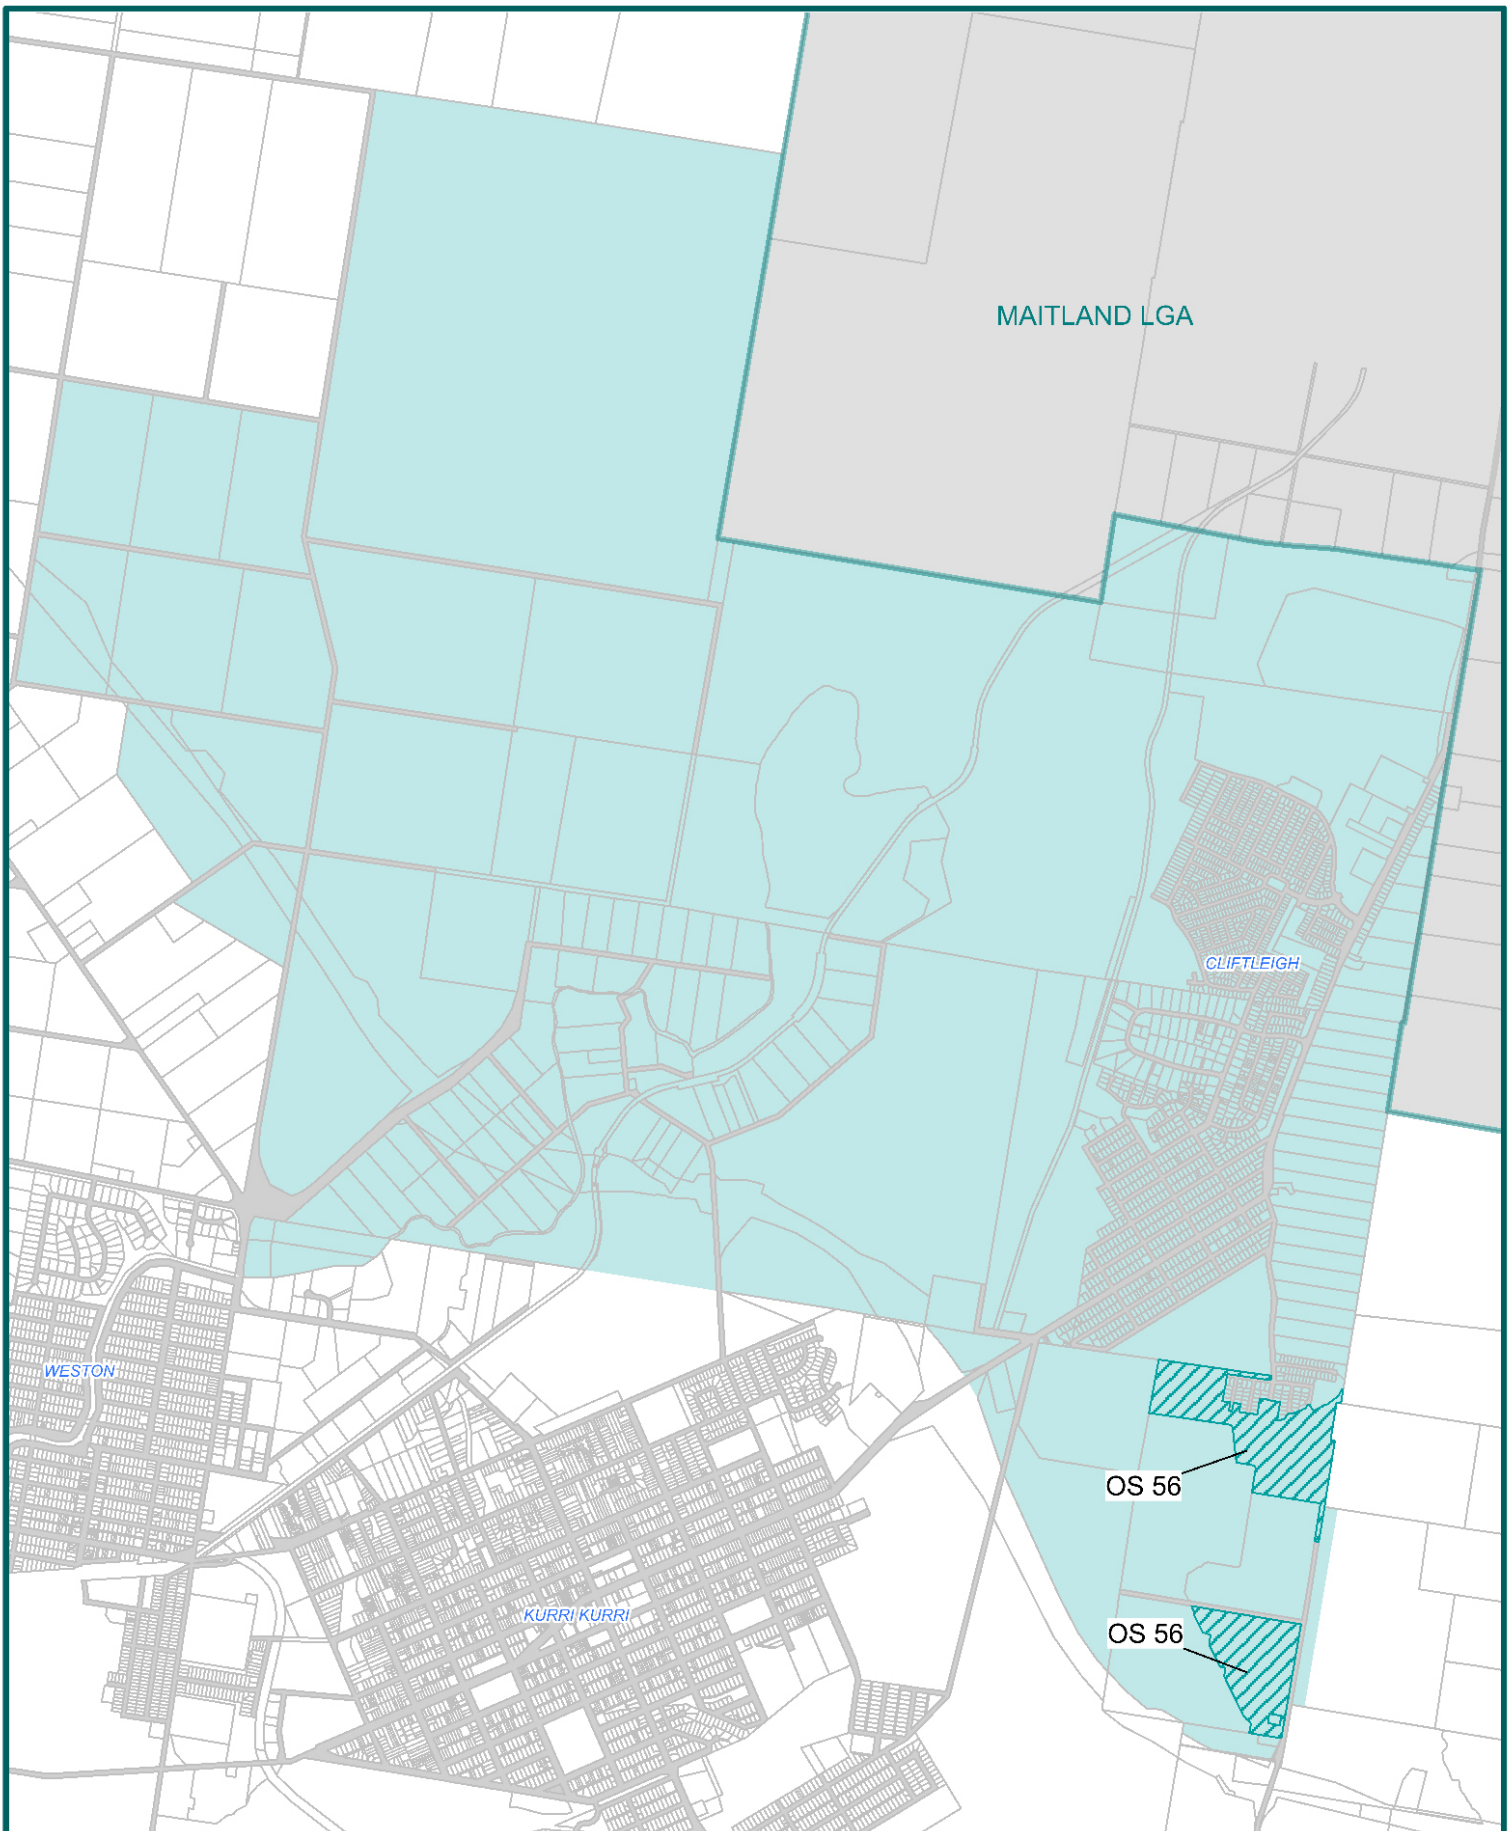 MAITLAND LGA
CLIFTLEIGH
WESTON
OS 56
KURRI KURRI
OS 56